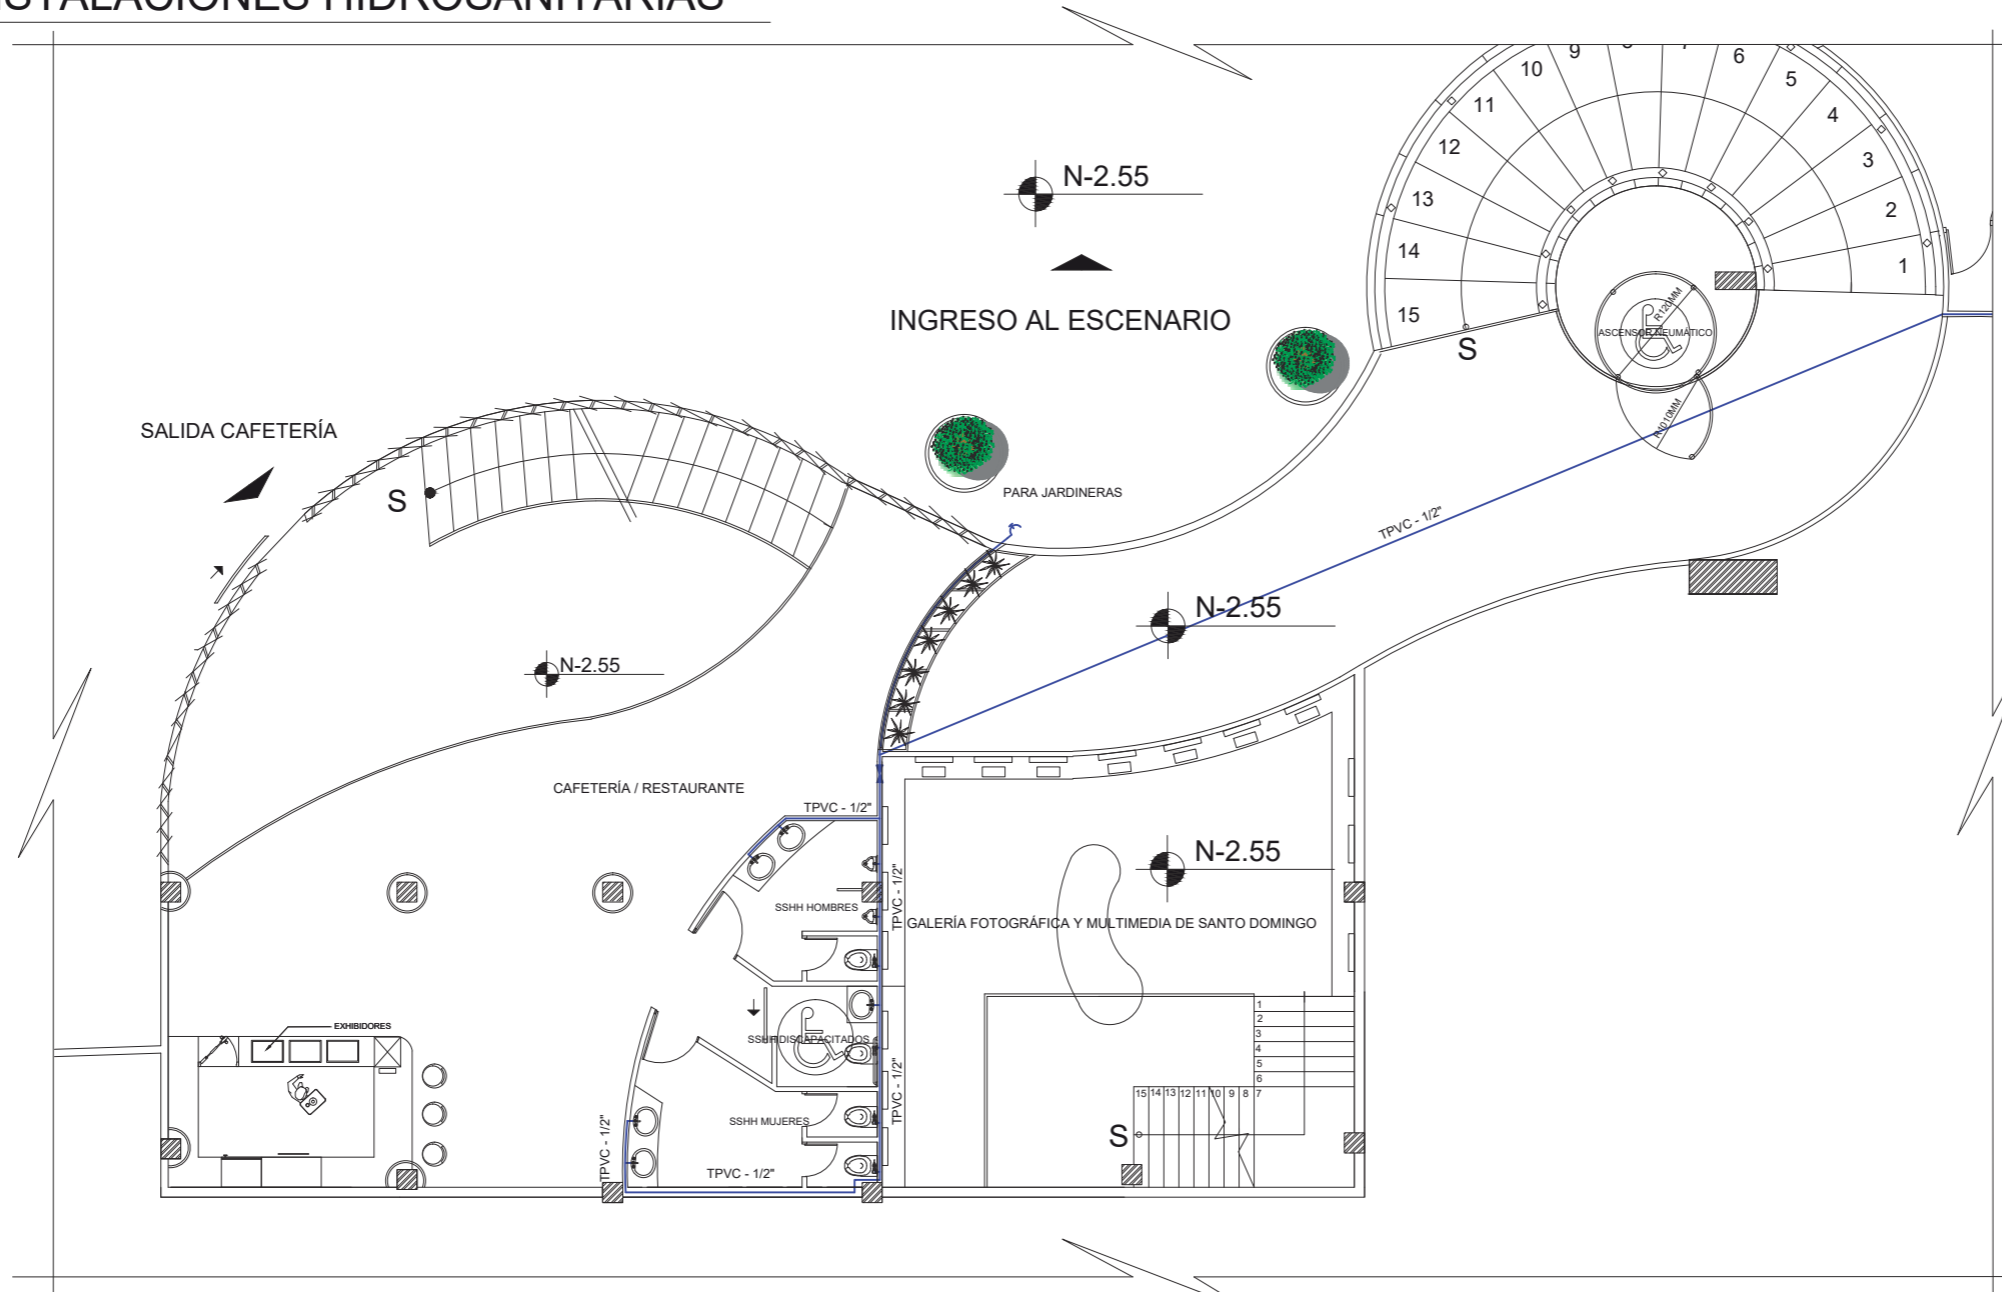 STALACIONES HIDROSANITARIAS
9
6
10
5
11
4
12
3
13
2
14
1
15
S
N-2.55
INGRESO AL ESCENARIO
R120MM
ASCENSOR NEUMÁTICO
R1010MM
SALIDA CAFETERÍA
S
PARA JARDINERAS
TPVC - 1/2"
N-2.55
N-2.55
CAFETERÍA / RESTAURANTE
TPVC - 1/2"
N-2.55
TPVC - 1/2"
SSHH HOMBRES
GALERÍA FOTOGRÁFICA Y MULTIMEDIA DE SANTO DOMINGO
EXHIBIDORES
SSHH DISCAPACITADOS
TPVC - 1/2"
SSHH MUJERES
TPVC - 1/2"
TPVC - 1/2"
1
2
3
4
5
6
15 14 13 12 11 10 9 8 7
S